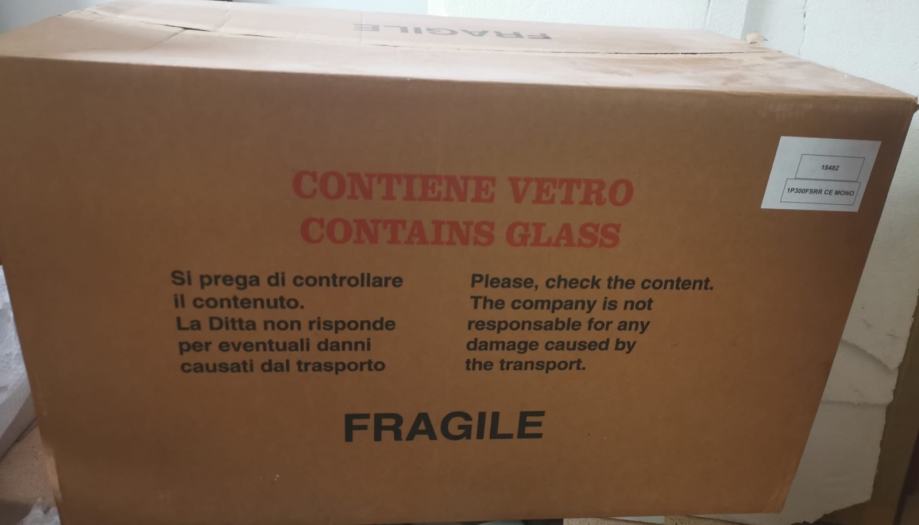 FRAGILE
CONTIENE VETRO
CONTAINS GLASS
15482
1P300FSRR CE MONO
Si prega di controllare
il contenuto.
La Ditta non risponde
per eventuali danni
causati dal trasporto
Please, check the content.
The company is not
responsible for any
damage caused by
the transport.
FRAGILE